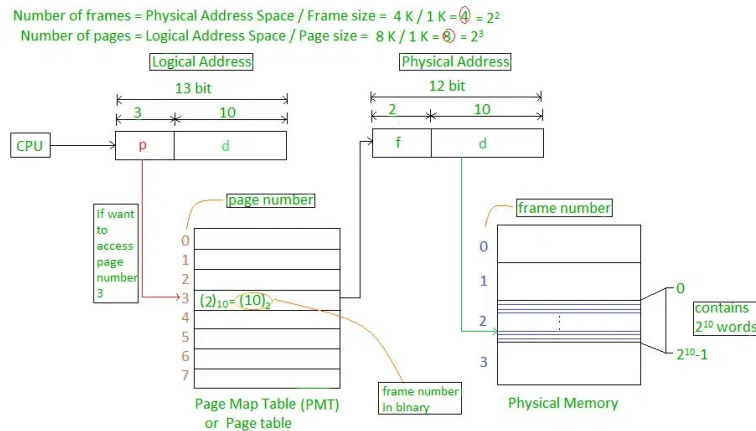 Number of frames = Physical Address Space / Frame size = 4 K / 1 K = 4 = 2²
Number of pages = Logical Address Space / Page size = 8 K / 1 K = 8 = 2³
Logical Address
Physical Address
13 bit
12 bit
3
10
2
10
CPU
p
d
f
d
page number
frame number
if want
to
access
page
number
3
0
1
2
3
4
5
6
7
(2)₁₀= (10)₂
0
1
2
3
0
contains
2¹⁰ words
2¹⁰-1
frame number
in binary
Page Map Table (PMT)
or Page table
Physical Memory